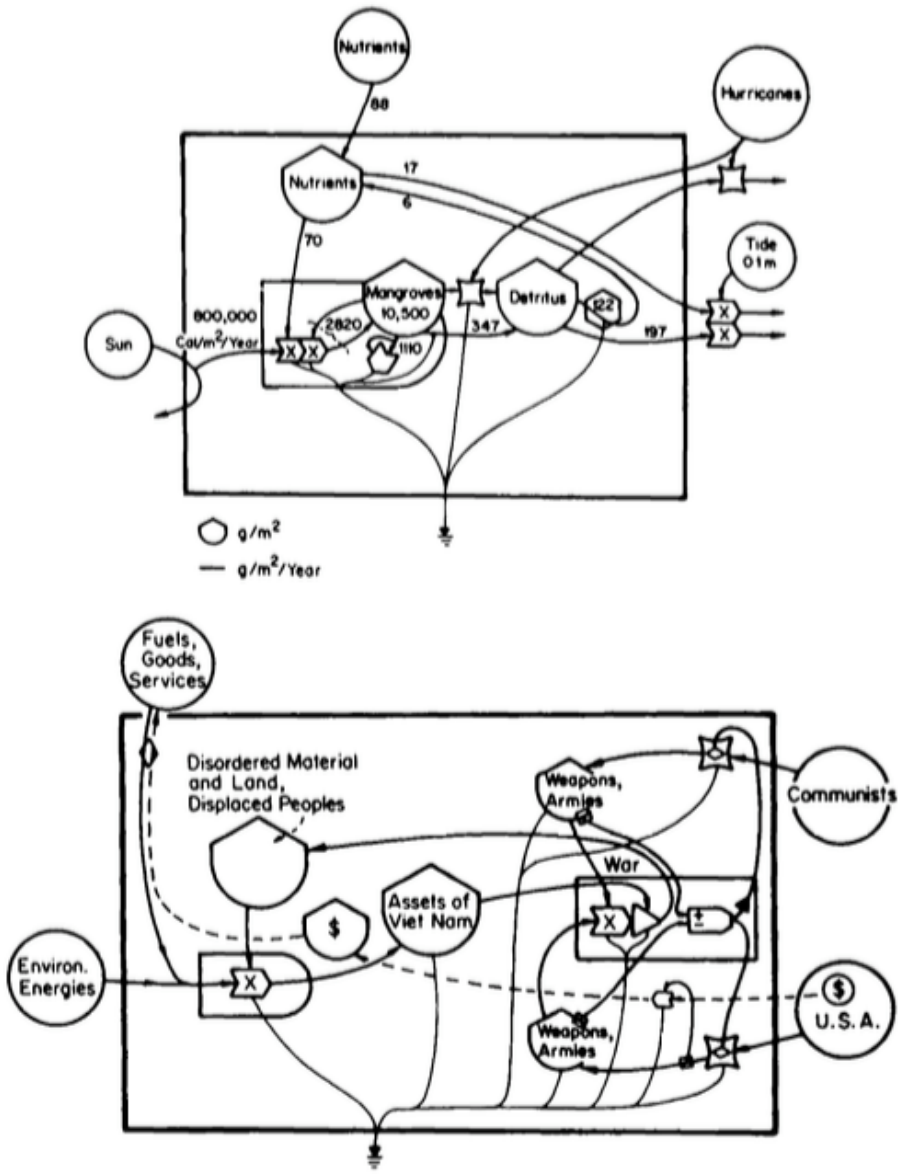 Nutrients
88
Hurricanes
Nutrients
17
6
70
Tide
0.1m
Mangroves
10,500
Detritus
122
800,000
Cal/m²/Year
2820
347
197
Sun
X X
1110
X
X
g/m²
g/m²/Year
Fuels,
Goods,
Services
Disordered Material
and Land,
Displaced Peoples
Weapons,
Armies
Communists
War
Assets of
Viet Nam
$
X
+
-
Environ.
Energies
X
$
U.S.A.
Weapons,
Armies